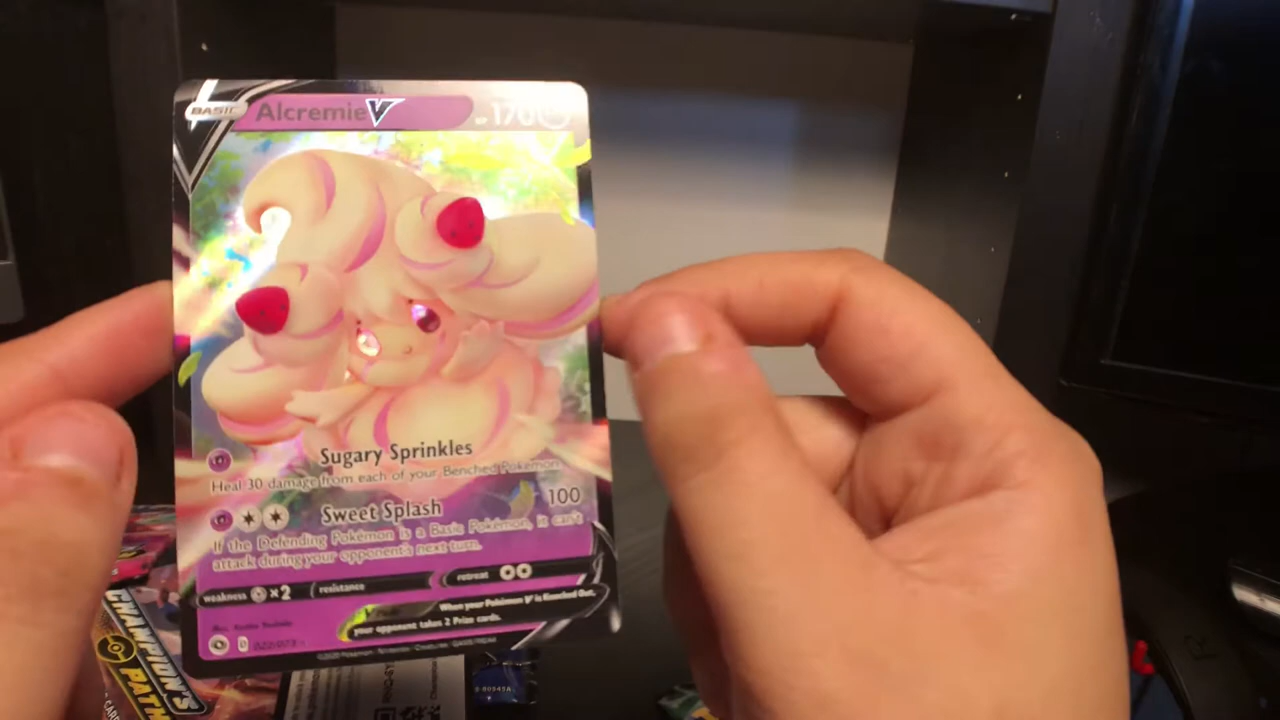 BASIC Alcremie V 170
Sugary Sprinkles
Heal 30 damage from each of your Benched Pokémon.
Sweet Splash 100
If the Defending Pokémon is a Basic Pokémon, it can't
attack during your opponent's next turn.
weakness ×2 resistance retreat
When your Pokémon V is Knocked Out,
your opponent takes 2 Prize cards.
D 022/073
CHAMPION'S
PATH